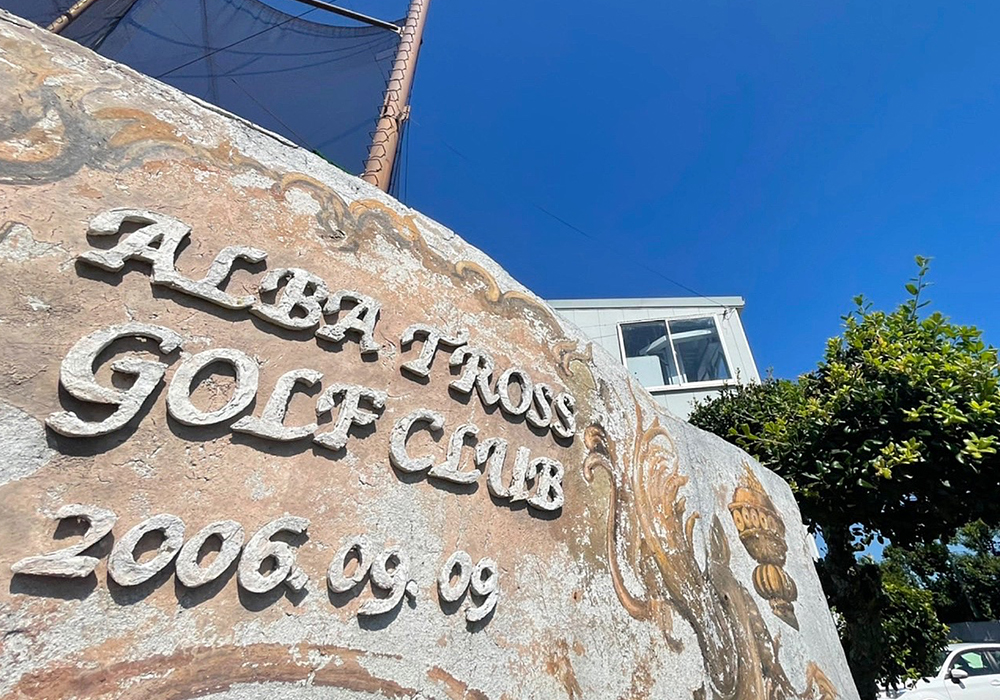 ALBA TROSS
GOLF CLUB
2006.09.09